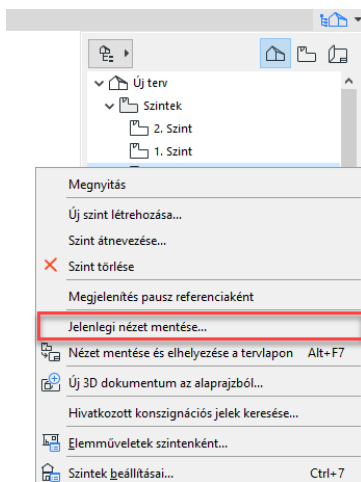 Új terv
Szintek
2. Szint
1. Szint
Megnyitás
Új szint létrehozása...
Szint átnevezése...
Szint törlése
Megjelenítés pausz referenciaként
Jelenlegi nézet mentése...
Nézet mentése és elhelyezése a tervlapon Alt+F7
Új 3D dokumentum az alaprajzból...
Hivatkozott konszignációs jelek keresése...
Elemműveletek szintenként...
Szintek beállításai... Ctrl+7